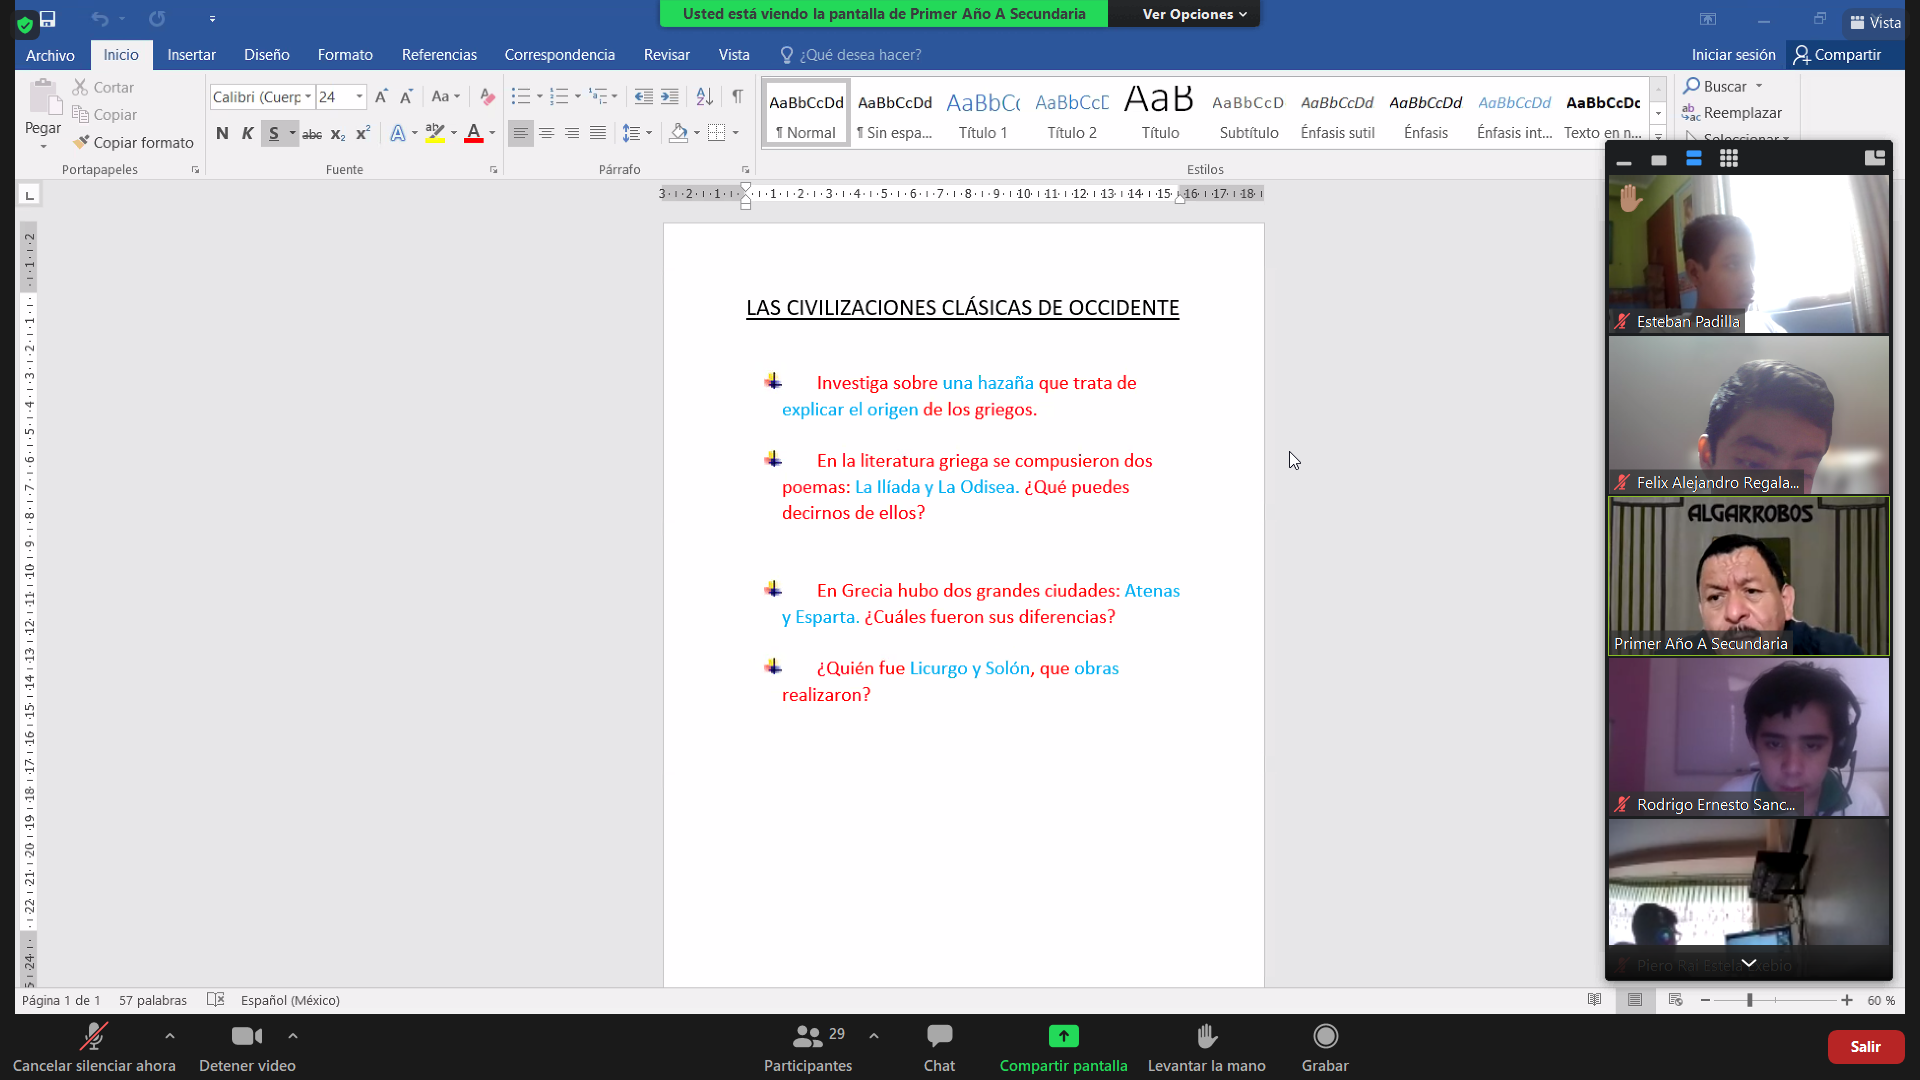 Usted está viendo la pantalla de Primer Año A Secundaria
Ver Opciones
Vista
Archivo
Inicio
Insertar
Diseño
Formato
Referencias
Correspondencia
Revisar
Vista
¿Qué desea hacer?
Iniciar sesión
Compartir
Pegar
Cortar
Copiar
Copiar formato
Portapapeles
Calibri (Cuerp
24
Fuente
Párrafo
AaBbCcDd
¶ Normal
AaBbCcDd
¶ Sin espa...
AaBbCc
Título 1
AaBbCcD
Título 2
AaB
Título
AaBbCcD
Subtítulo
AaBbCcDd
Énfasis sutil
AaBbCcDd
Énfasis
AaBbCcDd
Énfasis int...
AaBbCcDc
Texto en n...
Estilos
Buscar
Reemplazar
Seleccionar
LAS CIVILIZACIONES CLÁSICAS DE OCCIDENTE
Investiga sobre una hazaña que trata de
explicar el origen de los griegos.
En la literatura griega se compusieron dos
poemas: La Ilíada y La Odisea. ¿Qué puedes
decirnos de ellos?
En Grecia hubo dos grandes ciudades: Atenas
y Esparta. ¿Cuáles fueron sus diferencias?
¿Quién fue Licurgo y Solón, que obras
realizaron?
Esteban Padilla
Felix Alejandro Regala...
ALGARROBOS
Primer Año A Secundaria
Rodrigo Ernesto Sanc...
Piero Rai Estela Exebio
Página 1 de 1
57 palabras
Español (México)
60 %
Cancelar silenciar ahora
Detener video
29
Participantes
Chat
Compartir pantalla
Levantar la mano
Grabar
Salir